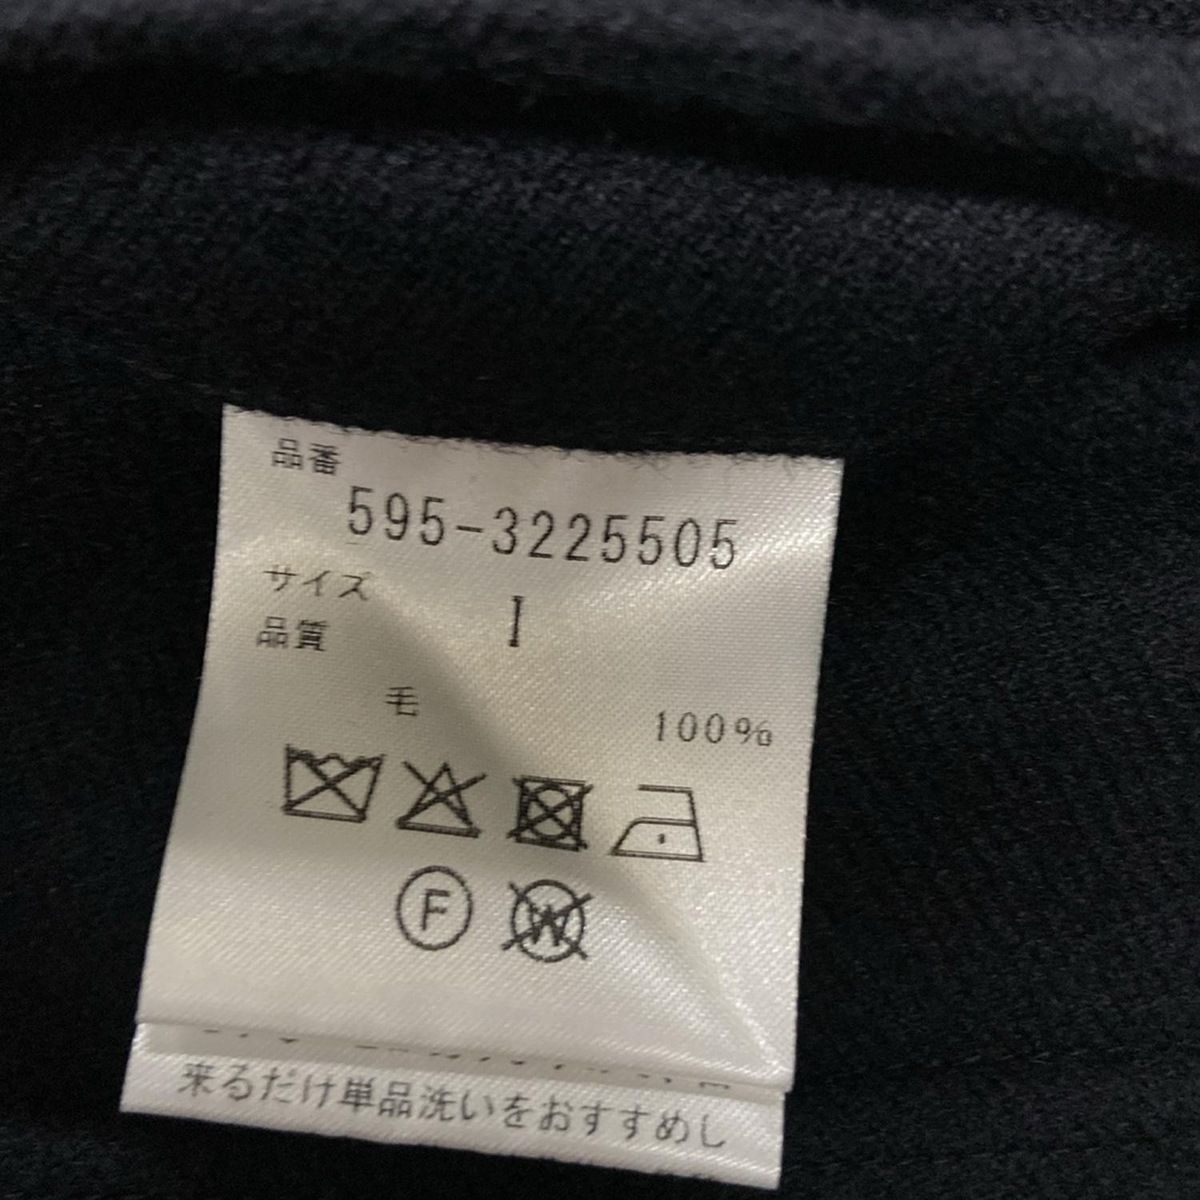 品番
595-3225505
サイズ I
品質
毛 100%
F W
来るだけ単品洗いをおすすめし